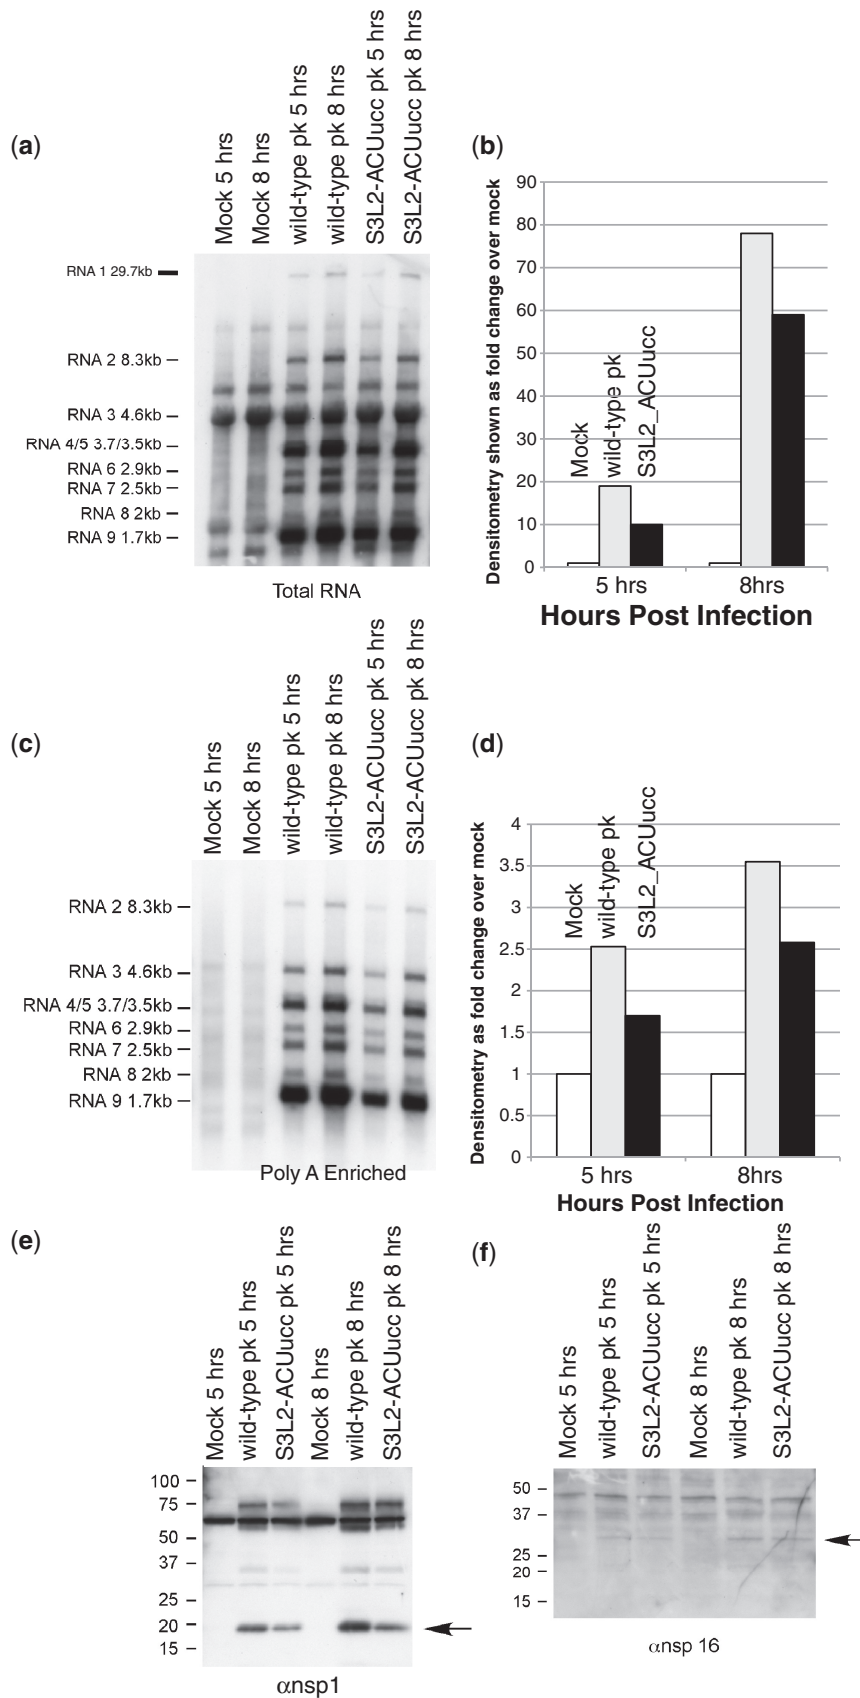 (a)
Mock 5 hrs
Mock 8 hrs
wild-type pk 5 hrs
wild-type pk 8 hrs
S3L2-ACUucc pk 5 hrs
S3L2-ACUucc pk 8 hrs
RNA 1 29.7kb
RNA 2 8.3kb
RNA 3 4.6kb
RNA 4/5 3.7/3.5kb
RNA 6 2.9kb
RNA 7 2.5kb
RNA 8 2kb
RNA 9 1.7kb
Total RNA
(b)
Densitometry shown as fold change over mock
90
80
70
60
50
40
30
20
10
0
Mock
wild-type pk
S3L2_ACUucc
5 hrs
8hrs
Hours Post Infection
(c)
Mock 5 hrs
Mock 8 hrs
wild-type pk 5 hrs
wild-type pk 8 hrs
S3L2-ACUucc pk 5 hrs
S3L2-ACUucc pk 8 hrs
RNA 2 8.3kb
RNA 3 4.6kb
RNA 4/5 3.7/3.5kb
RNA 6 2.9kb
RNA 7 2.5kb
RNA 8 2kb
RNA 9 1.7kb
Poly A Enriched
(d)
Densitometry as fold change over mock
4
3.5
3
2.5
2
1.5
1
0.5
0
Mock
wild-type pk
S3L2_ACUucc
5 hrs
8hrs
Hours Post Infection
(e)
Mock 5 hrs
wild-type pk 5 hrs
S3L2-ACUucc pk 5 hrs
Mock 8 hrs
wild-type pk 8 hrs
S3L2-ACUucc pk 8 hrs
100
75
50
37
25
20
15
αnsp1
(f)
Mock 5 hrs
wild-type pk 5 hrs
S3L2-ACUucc pk 5 hrs
Mock 8 hrs
wild-type pk 8 hrs
S3L2-ACUucc pk 8 hrs
50
37
25
20
15
αnsp 16